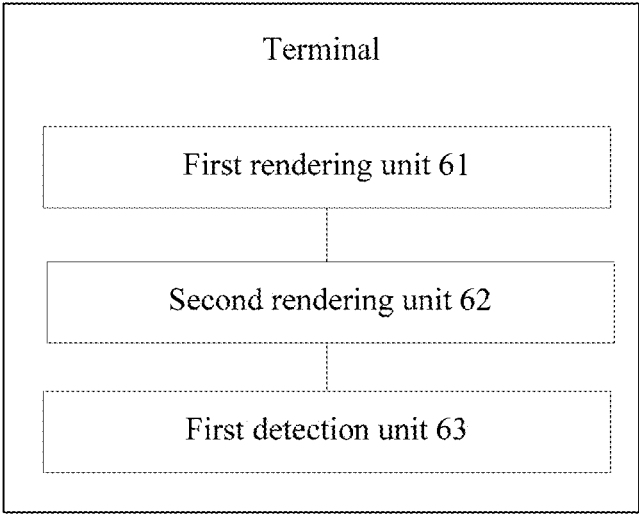 Terminal
First rendering unit 61
Second rendering unit 62
First detection unit 63